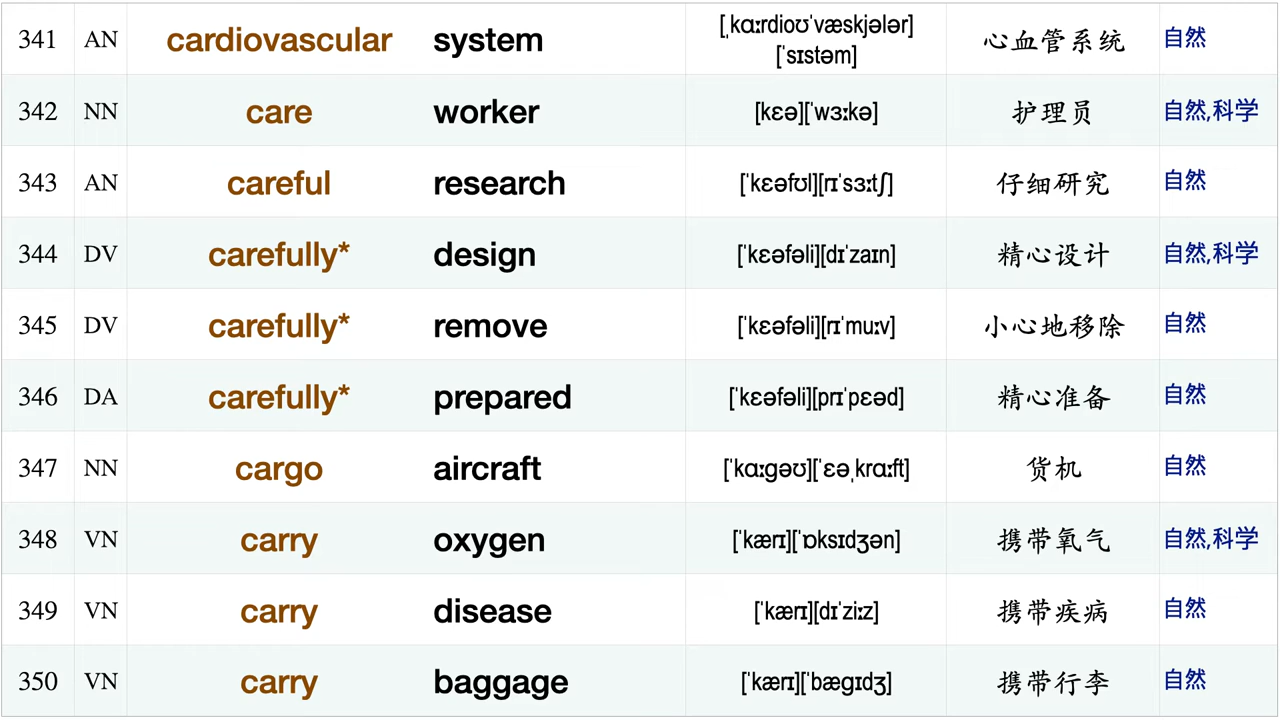 341 AN cardiovascular system [ˌkɑːrdioʊˈvæskjələr] [ˈsɪstəm] 心血管系统 自然
342 NN care worker [kɛə][ˈwɜːkə] 护理员 自然,科学
343 AN careful research [ˈkɛəfʊl][rɪˈsɜːtʃ] 仔细研究 自然
344 DV carefully* design [ˈkɛəfəli][dɪˈzaɪn] 精心设计 自然,科学
345 DV carefully* remove [ˈkɛəfəli][rɪˈmuːv] 小心地移除 自然
346 DA carefully* prepared [ˈkɛəfəli][prɪˈpɛəd] 精心准备 自然
347 NN cargo aircraft [ˈkɑːgəʊ][ˈɛəˌkrɑːft] 货机 自然
348 VN carry oxygen [ˈkærɪ][ˈɒksɪdʒən] 携带氧气 自然,科学
349 VN carry disease [ˈkærɪ][dɪˈziːz] 携带疾病 自然
350 VN carry baggage [ˈkærɪ][ˈbægɪdʒ] 携带行李 自然